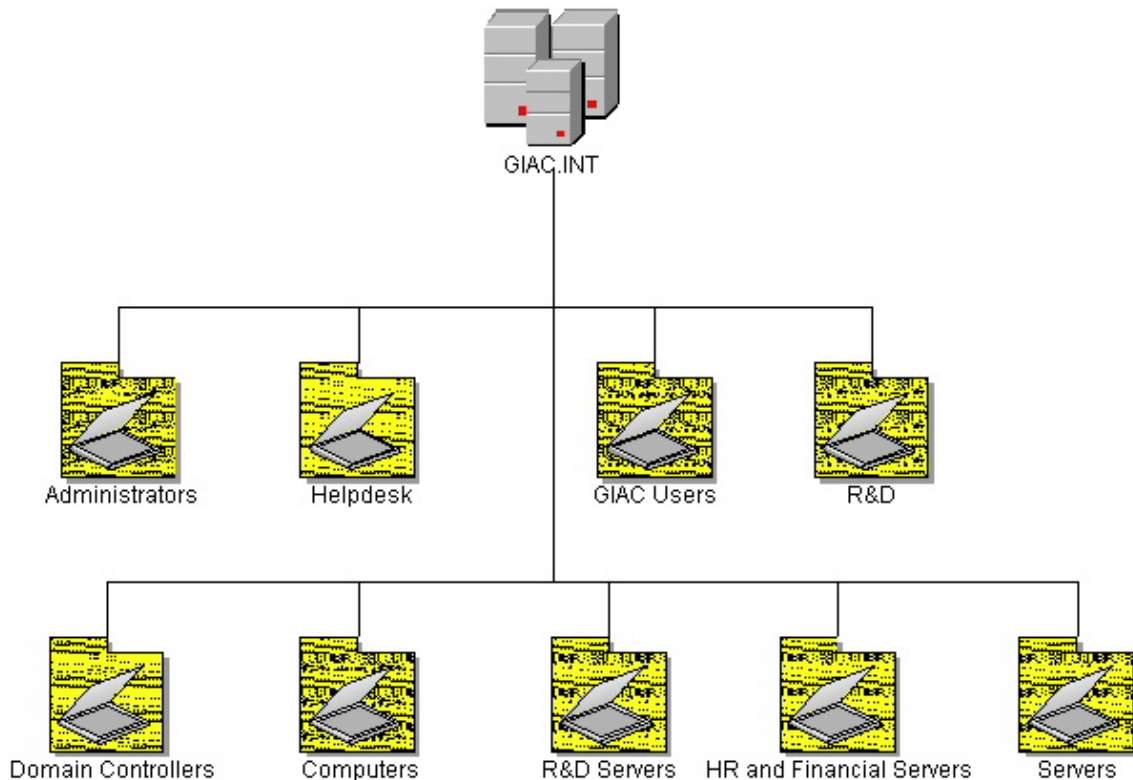 GIAC.INT
Administrators
Helpdesk
GIAC Users
R&D
Domain Controllers
Computers
R&D Servers
HR and Financial Servers
Servers